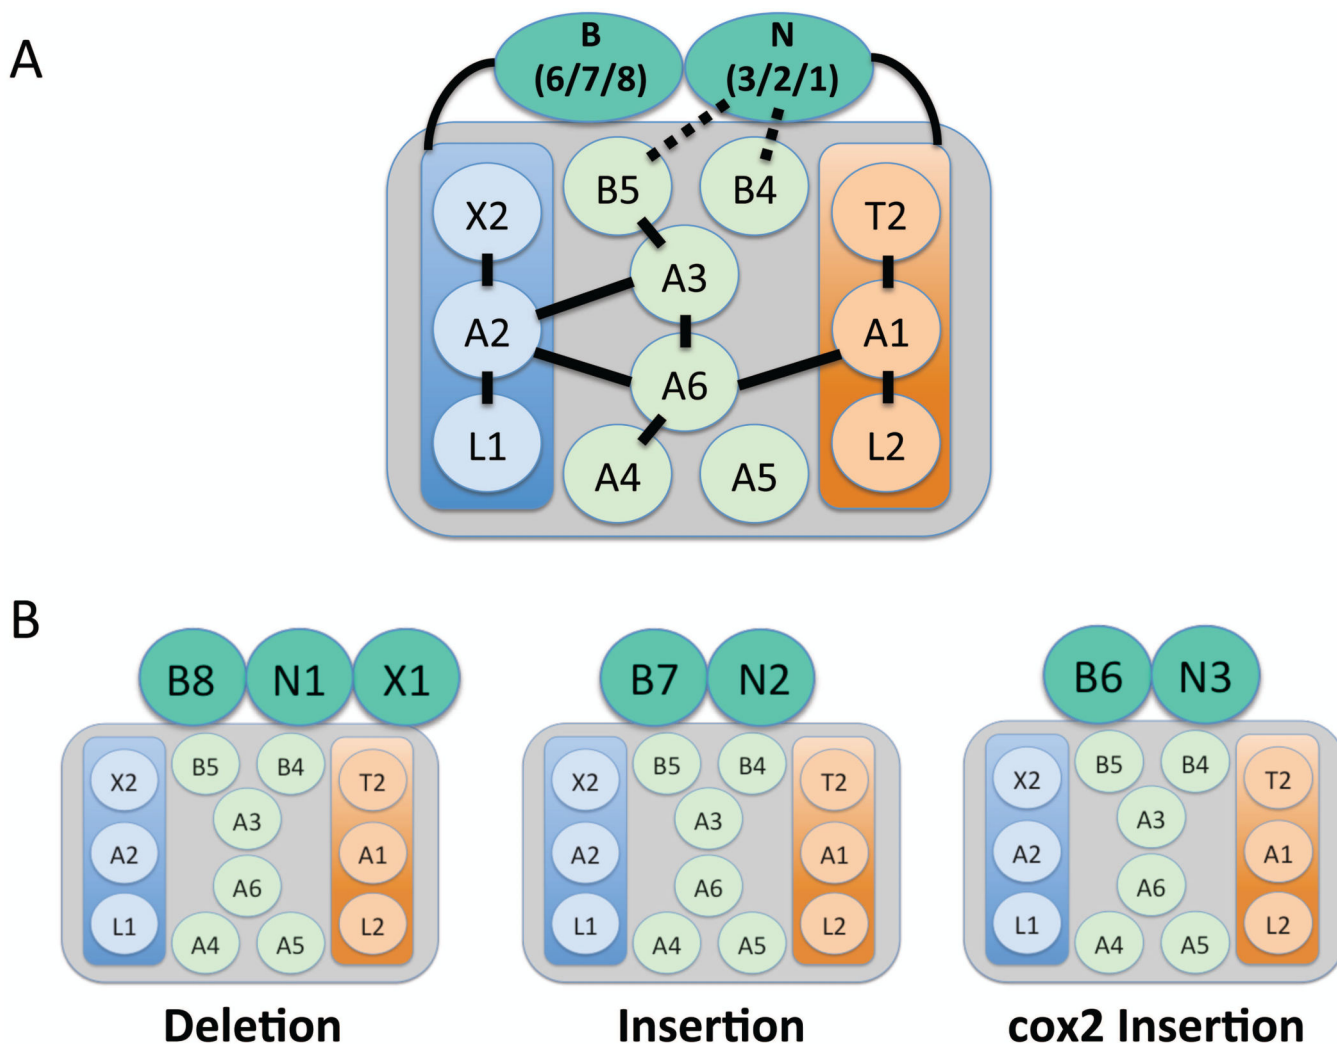 A
B N
(6/7/8) (3/2/1)
X2 B5 B4 T2
A3
A2 A1
A6
L1 L2
A4 A5
B
B8 N1 X1
X2 B5 B4 T2
A3
A2 A1
A6
L1 L2
A4 A5
Deletion
B7 N2
X2 B5 B4 T2
A3
A2 A1
A6
L1 L2
A4 A5
Insertion
B6 N3
X2 B5 B4 T2
A3
A2 A1
A6
L1 L2
A4 A5
cox2 Insertion